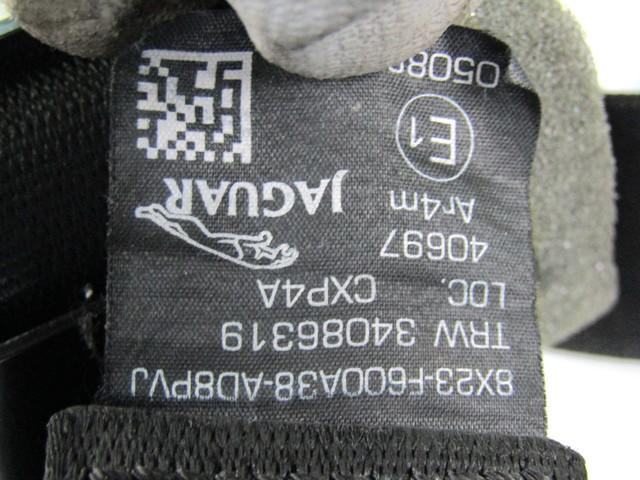 8X23-F600A38-AD8PVJ
TRW 34086319
LOC. CXP4A
40697
Ar4m
JAGUAR
E1